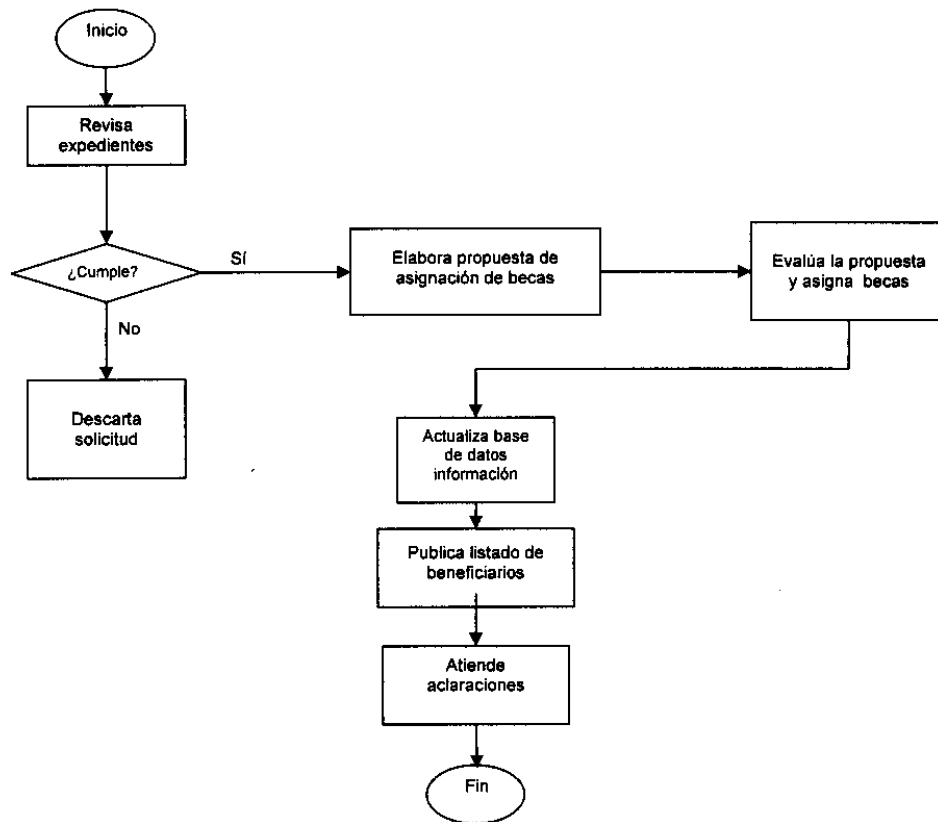 Inicio
Revisa
expedientes
¿Cumple?
Sí
Elabora propuesta de
asignación de becas
Evalúa la propuesta
y asigna becas
No
Descarta
solicitud
Actualiza base
de datos
información
Publica listado de
beneficiarios
Atiende
aclaraciones
Fin